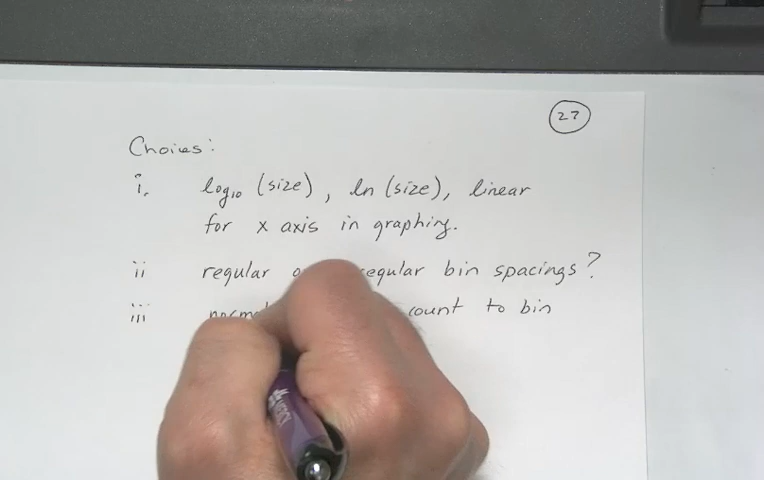 27
Choices:
i. log10 (size), ln (size), linear
for x axis in graphing.
ii regular bin spacings?
iii count to bin